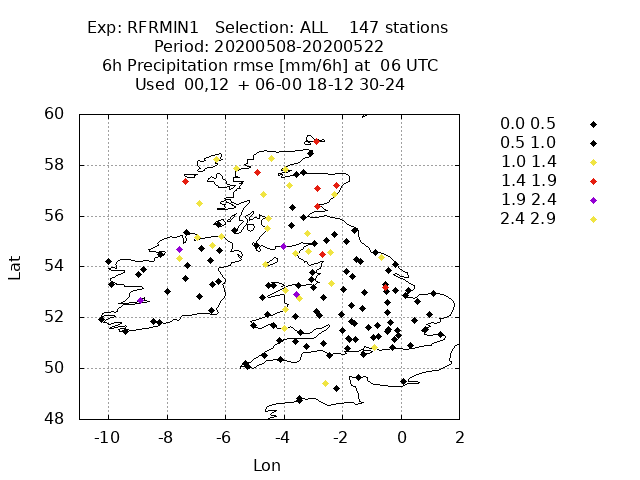 Exp: RFRMIN1 Selection: ALL 147 stations
Period: 20200508-20200522
6h Precipitation rmse [mm/6h] at 06 UTC
Used 00,12 + 06-00 18-12 30-24
60
58
56
54
52
50
48
Lat
-10 -8 -6 -4 -2 0 2
Lon
0.0 0.5
0.5 1.0
1.0 1.4
1.4 1.9
1.9 2.4
2.4 2.9